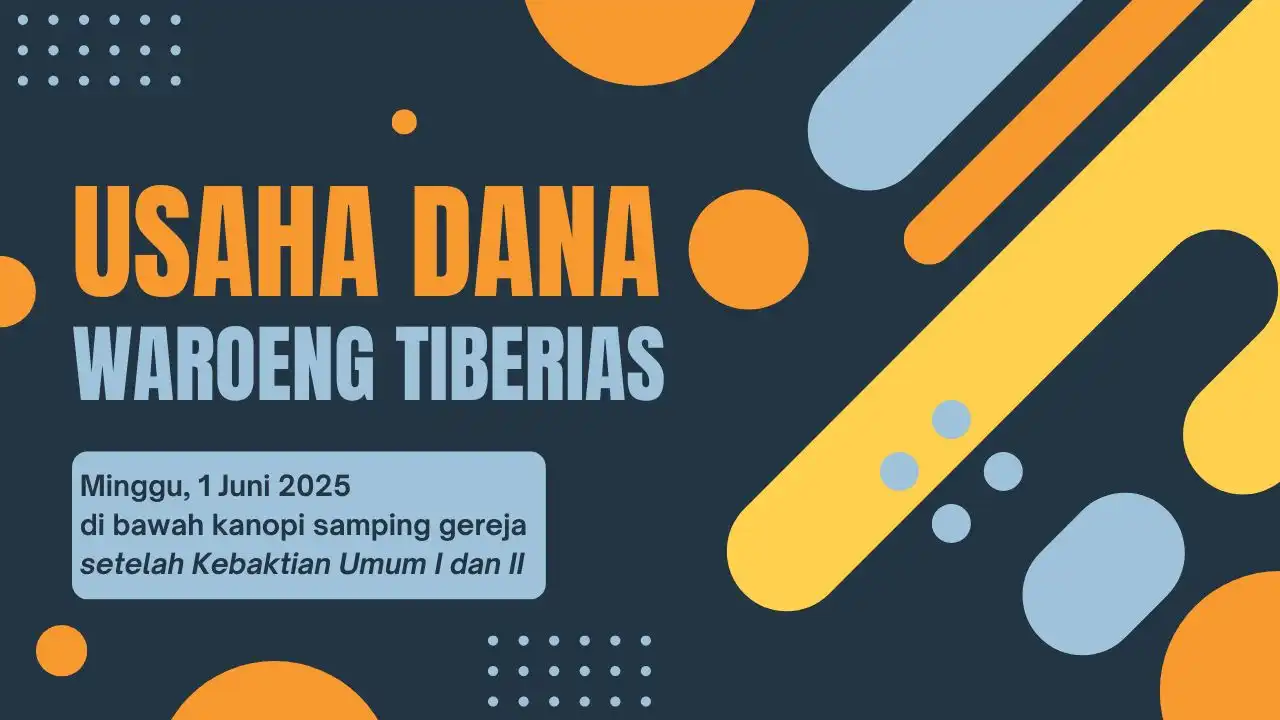 USAHA DANA
WAROENG TIBERIAS
Minggu, 1 Juni 2025
di bawah kanopi samping gereja
setelah Kebaktian Umum I dan II